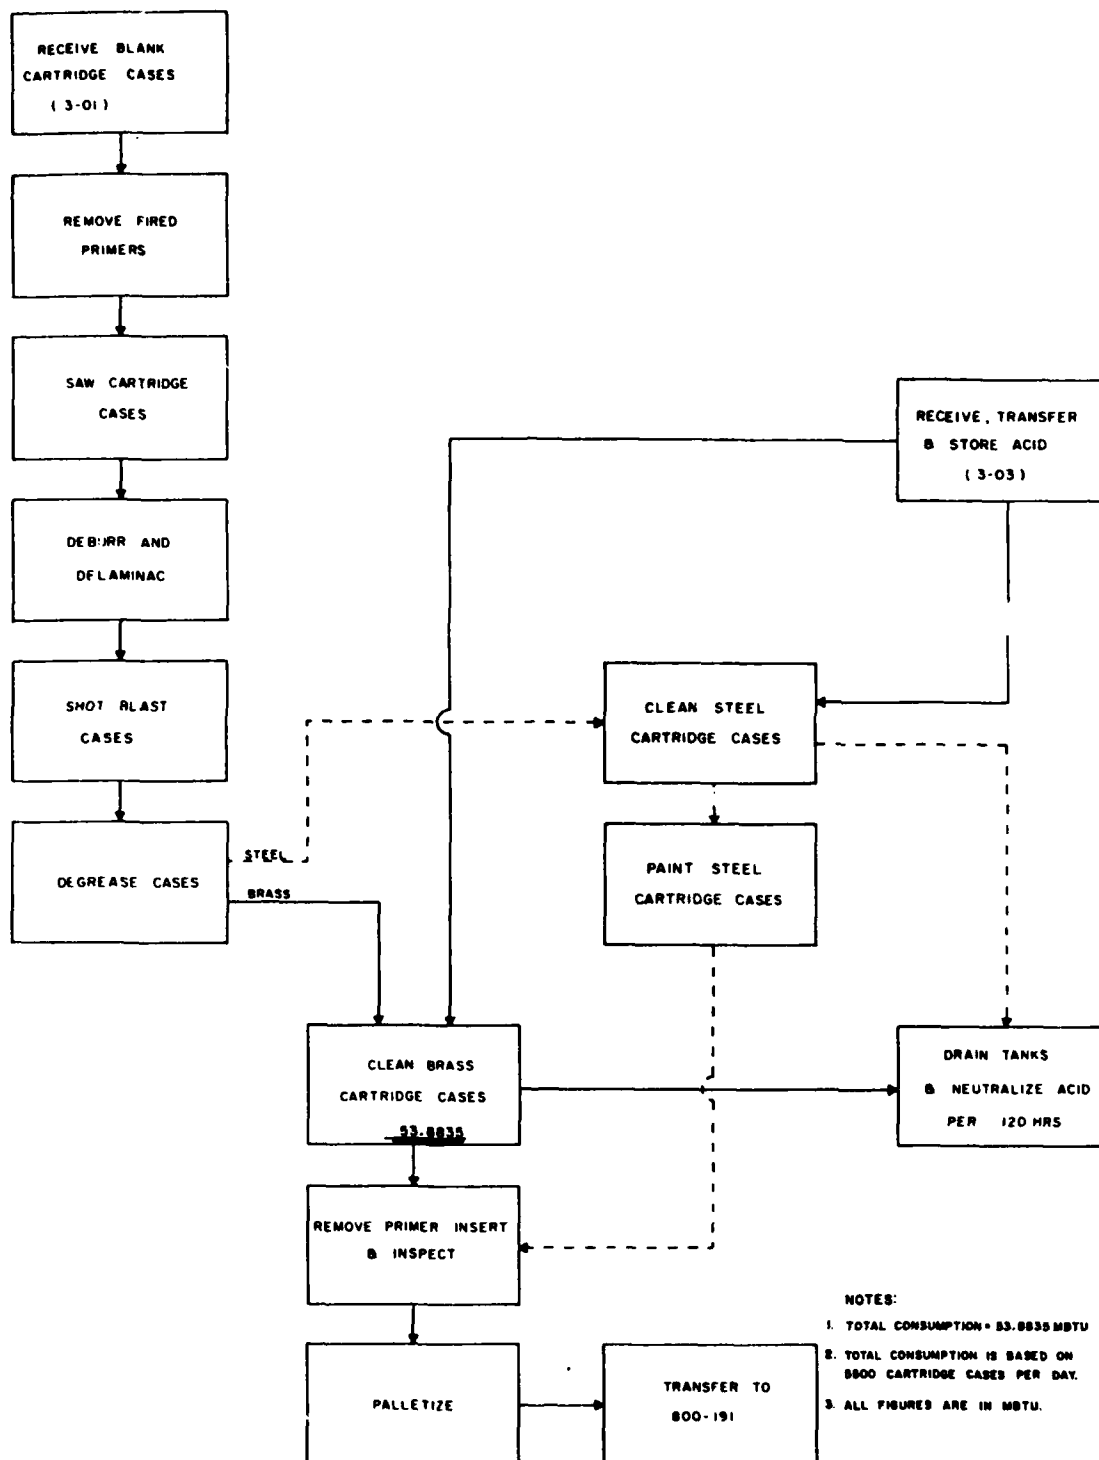 RECEIVE BLANK
CARTRIDGE CASES
(3-01)
REMOVE FIRED
PRIMERS
SAW CARTRIDGE
CASES
RECEIVE, TRANSFER
& STORE ACID
(3-03)
DEBURR AND
DELAMINAC
SHOT BLAST
CASES
CLEAN STEEL
CARTRIDGE CASES
STEEL
DEGREASE CASES
BRASS
PAINT STEEL
CARTRIDGE CASES
CLEAN BRASS
CARTRIDGE CASES
53.8835
DRAIN TANKS
& NEUTRALIZE ACID
PER 120 HRS
REMOVE PRIMER INSERT
& INSPECT
PALLETIZE
TRANSFER TO
800-191
NOTES:
1. TOTAL CONSUMPTION = 53.8835 MBTU
2. TOTAL CONSUMPTION IS BASED ON
CARTRIDGE CASES PER DAY.
3. ALL FIGURES ARE IN MBTU.